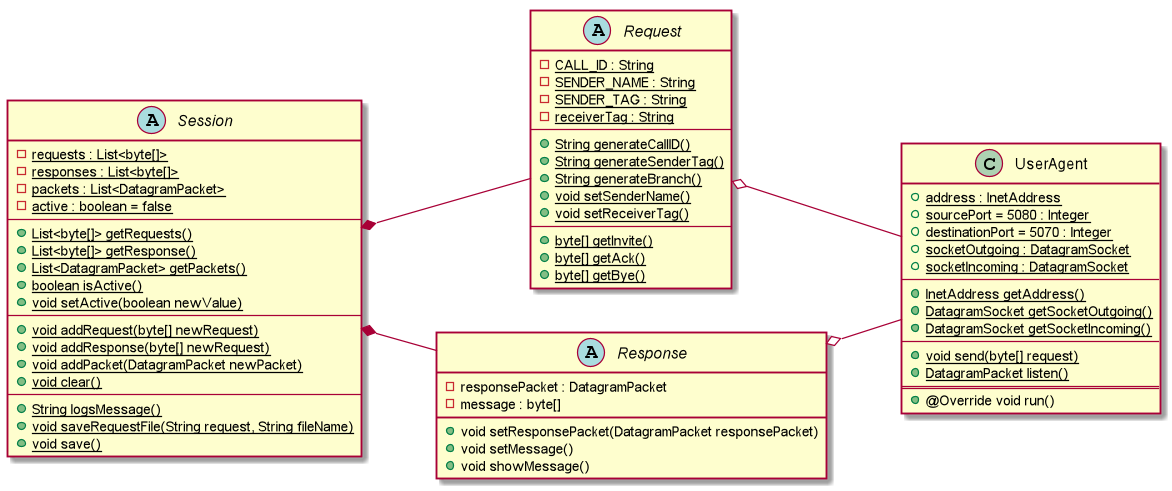 A Session
requests : List<byte[]>
responses : List<byte[]>
packets : List<DatagramPacket>
active : boolean = false
List<byte[]> getRequests()
List<byte[]> getResponse()
List<DatagramPacket> getPackets()
boolean isActive()
void setActive(boolean newValue)
void addRequest(byte[] newRequest)
void addResponse(byte[] newRequest)
void addPacket(DatagramPacket newPacket)
void clear()
String logsMessage()
void saveRequestFile(String request, String fileName)
void save()
A Request
CALL_ID : String
SENDER_NAME : String
SENDER_TAG : String
receiverTag : String
String generateCallID()
String generateSenderTag()
String generateBranch()
void setSenderName()
void setReceiverTag()
byte[] getInvite()
byte[] getAck()
byte[] getBye()
A Response
responsePacket : DatagramPacket
message : byte[]
void setResponsePacket(DatagramPacket responsePacket)
void setMessage()
void showMessage()
C UserAgent
address : InetAddress
sourcePort = 5080 : Integer
destinationPort = 5070 : Integer
socketOutgoing : DatagramSocket
socketIncoming : DatagramSocket
InetAddress getAddress()
DatagramSocket getSocketOutgoing()
DatagramSocket getSocketIncoming()
void send(byte[] request)
DatagramPacket listen()
@Override void run()